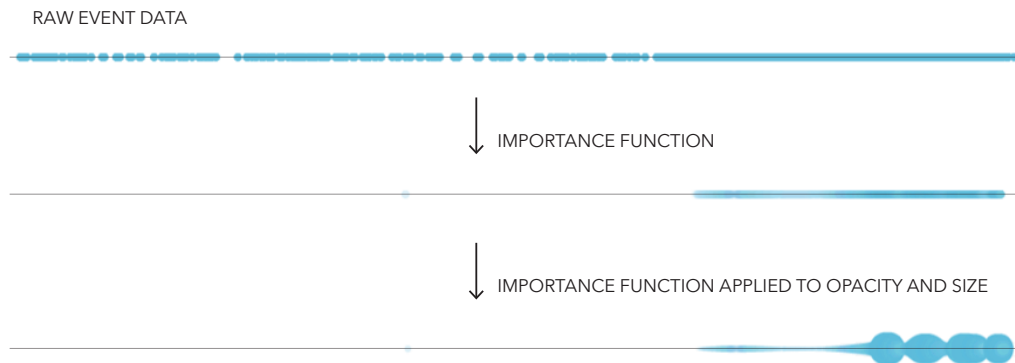 RAW EVENT DATA
IMPORTANCE FUNCTION
IMPORTANCE FUNCTION APPLIED TO OPACITY AND SIZE